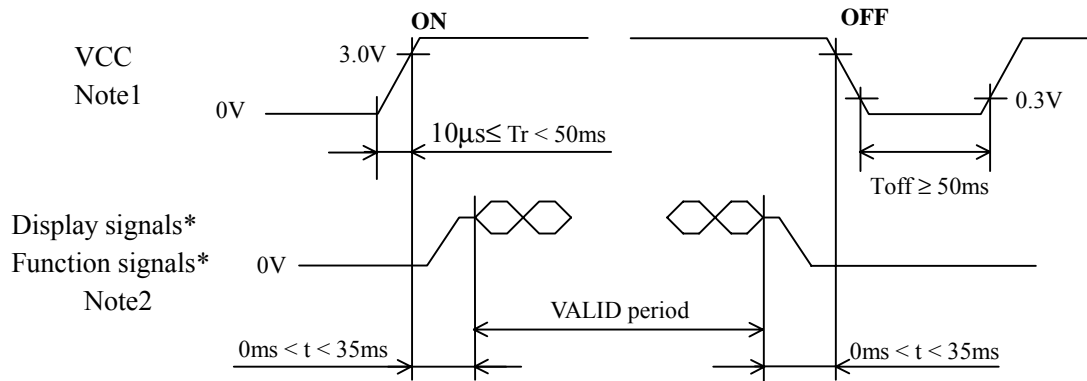 ON
OFF
VCC
Note1
3.0V
0V
0.3V
10μs≤ Tr < 50ms
Toff ≥ 50ms
Display signals*
Function signals*
Note2
0V
VALID period
0ms < t < 35ms
0ms < t < 35ms